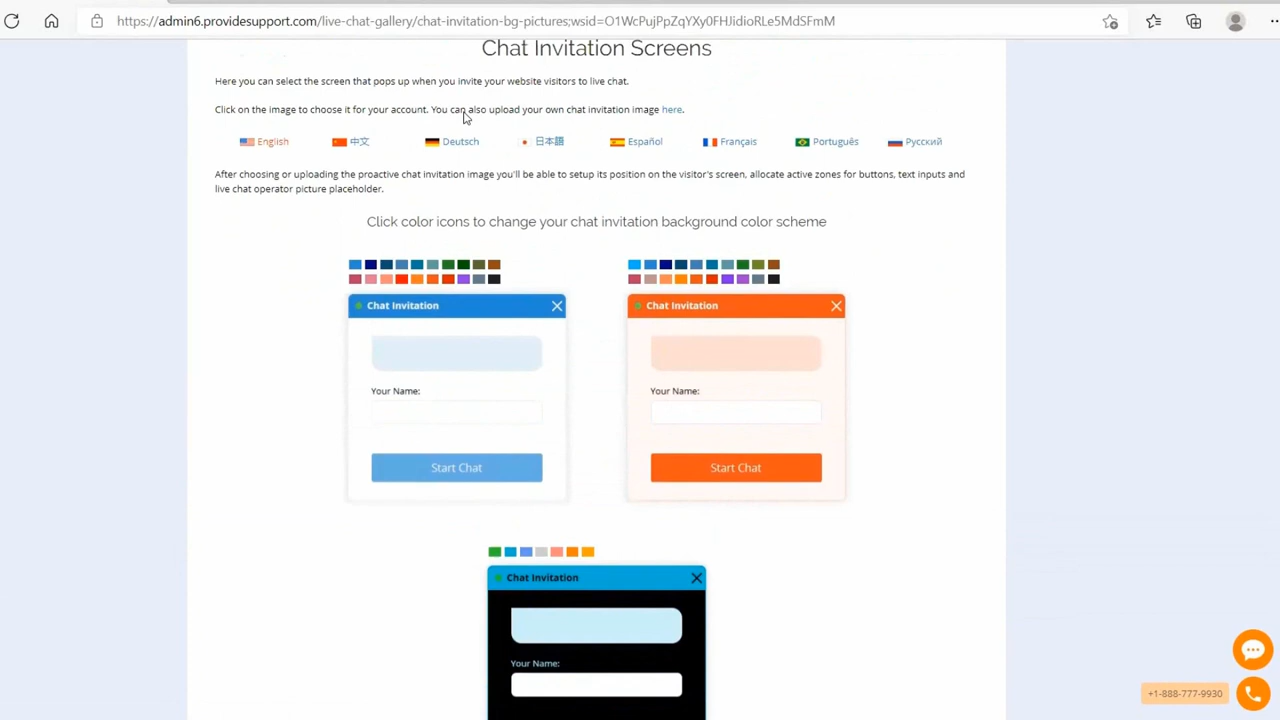 https://admin6.providesupport.com/live-chat-gallery/chat-invitation-bg-pictures;wsid=O1WcPujPpZqYXy0FHJidioRLe5MdSFmM
Chat Invitation Screens
Here you can select the screen that pops up when you invite your website visitors to live chat.
Click on the image to choose it for your account. You can also upload your own chat invitation image here.
English 中文 Deutsch 日本語 Español Français Português Русский
After choosing or uploading the proactive chat invitation image you'll be able to setup its position on the visitor's screen, allocate active zones for buttons, text inputs and
live chat operator picture placeholder.
Click color icons to change your chat invitation background color scheme
Chat Invitation
Your Name:
Start Chat
Chat Invitation
Your Name:
Start Chat
Chat Invitation
Your Name:
+1-888-777-9930